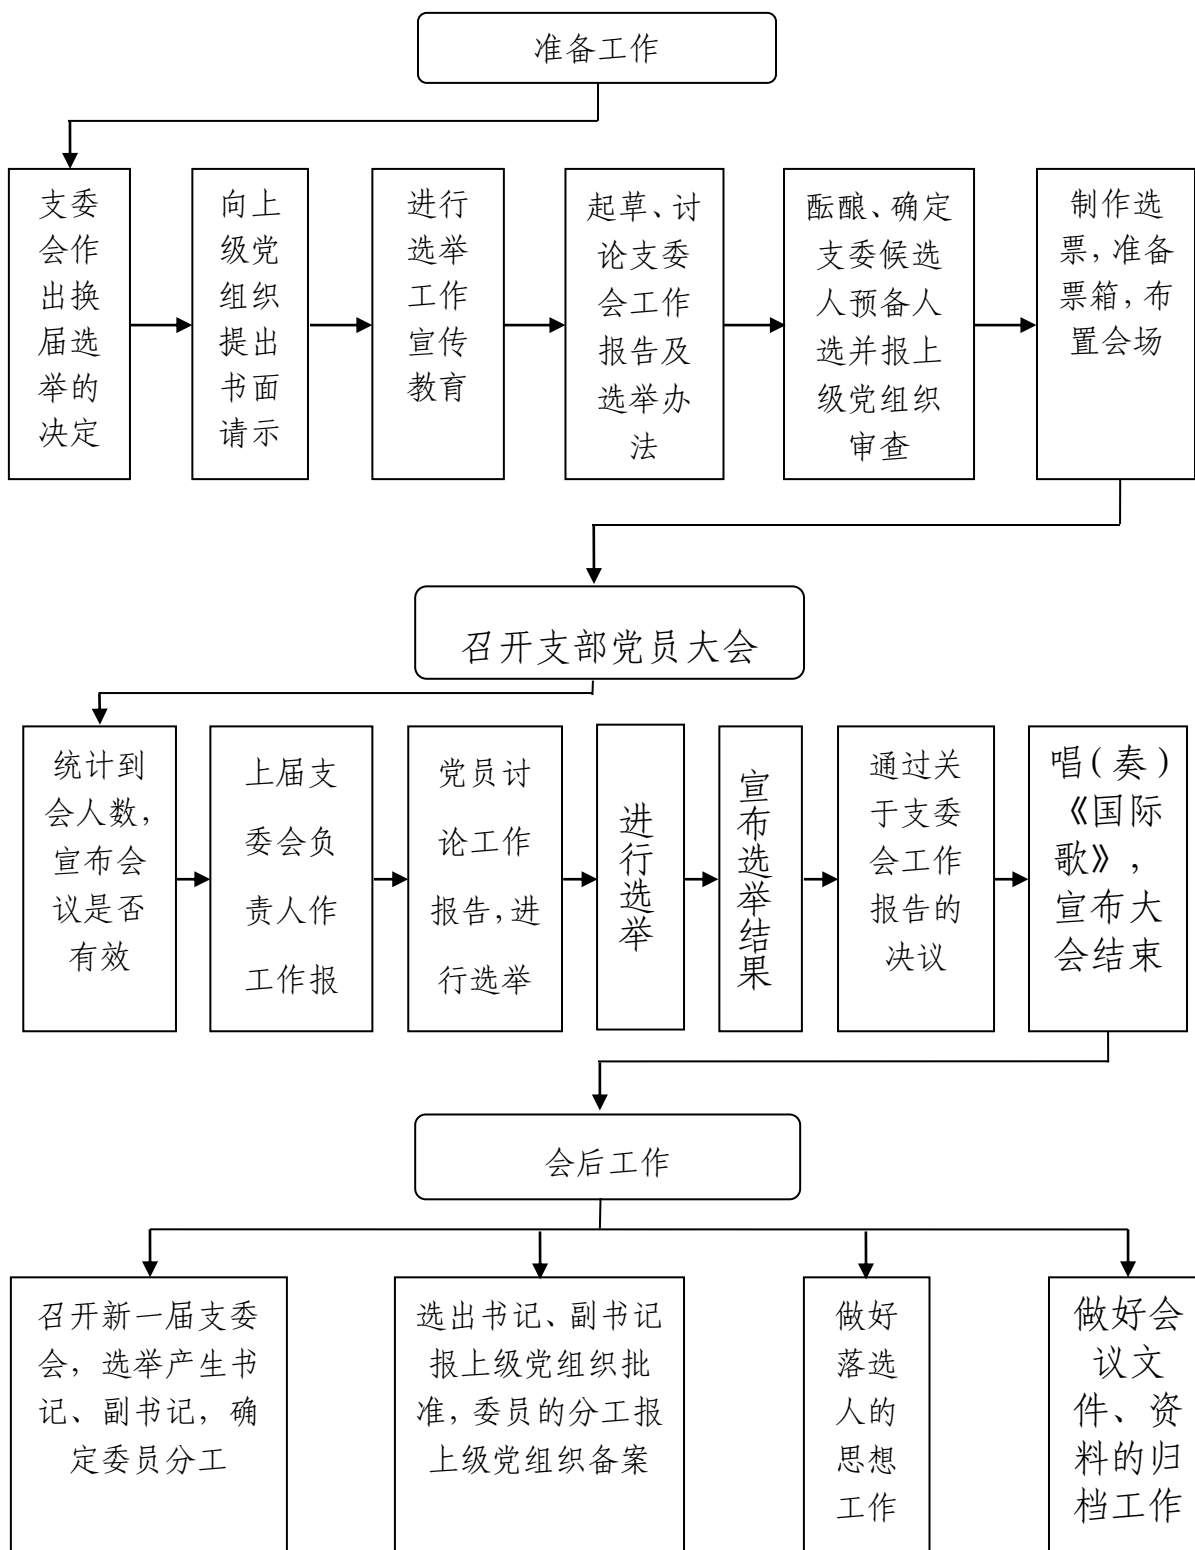 准备工作
支委
会作
出换
届选
举的
决定
向上
级党
组织
提出
书面
请示
进行
选举
工作
宣传
教育
起草、讨
论支委
会工作
报告及
选举办
法
酝酿、确定
支委候选
人预备人
选并报上
级党组织
审查
制作选
票，准备
票箱，布
置会场
召开支部党员大会
统计到
会人数，
宣布会
议是否
有效
上届支
委会负
责人作
工作报
党员讨
论工作
报告，进
行选举
进行选举
宣布选举结果
通过关
于支委
会工作
报告的
决议
唱（奏）
《国际
歌》，
宣布大
会结束
会后工作
召开新一届支委
会，选举产生书
记、副书记，确
定委员分工
选出书记、副书记
报上级党组织批
准，委员的分工报
上级党组织备案
做好
落选
人的
思想
工作
做好会
议文
件、资
料的归
档工作